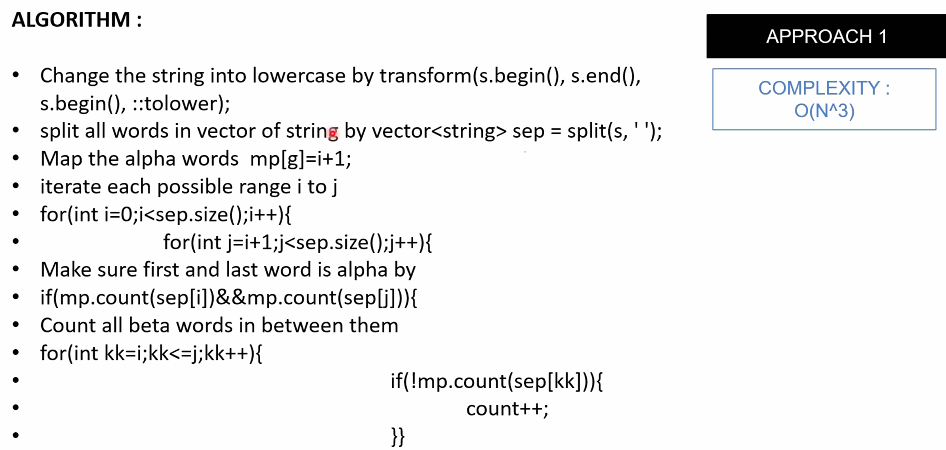 ALGORITHM :
APPROACH 1
COMPLEXITY :
O(N^3)
• Change the string into lowercase by transform(s.begin(), s.end(),
s.begin(), ::tolower);
• split all words in vector of string by vector<string> sep = split(s, ' ');
• Map the alpha words  mp[g]=i+1;
• iterate each possible range i to j
• for(int i=0;i<sep.size();i++){
• for(int j=i+1;j<sep.size();j++){
• Make sure first and last word is alpha by
• if(mp.count(sep[i])&&mp.count(sep[j])){
• Count all beta words in between them
• for(int kk=i;kk<=j;kk++){
• if(!mp.count(sep[kk])){
• count++;
• }}